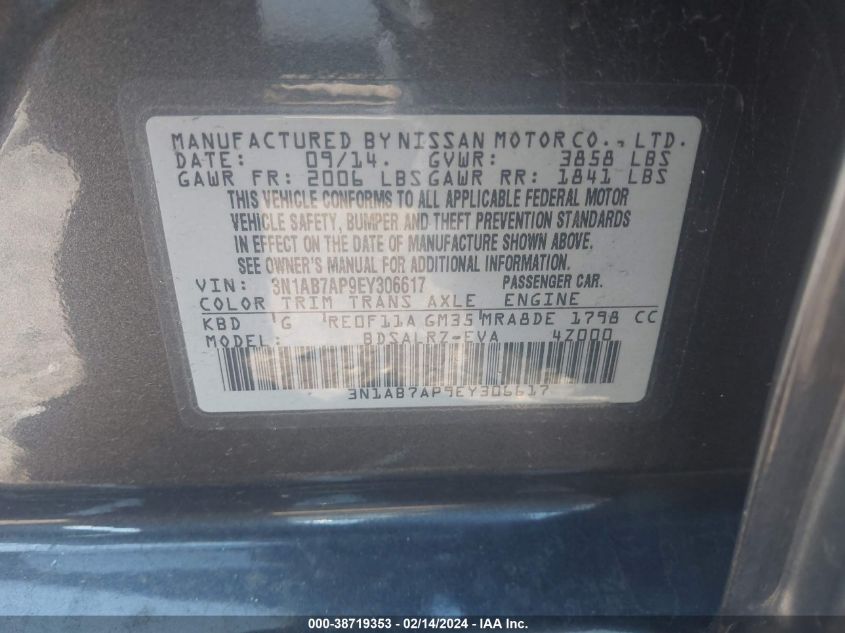 MANUFACTURED BY NISSAN MOTOR CO., LTD.
DATE: 09/14. GVWR: 3858 LBS
GAWR FR: 2006 LBS GAWR RR: 1841 LBS
THIS VEHICLE CONFORMS TO ALL APPLICABLE FEDERAL MOTOR
VEHICLE SAFETY, BUMPER AND THEFT PREVENTION STANDARDS
IN EFFECT ON THE DATE OF MANUFACTURE SHOWN ABOVE.
SEE OWNER'S MANUAL FOR ADDITIONAL INFORMATION.
VIN: 3N1AB7AP9EY306617 PASSENGER CAR.
COLOR TRIM TRANS AXLE ENGINE
KBD G RE0F11A GM35 MRA8DE 1798 CC
MODEL: BDSALRZ-EVA 4Z000
3N1AB7AP9EY306617
000-38719353 - 02/14/2024 - IAA Inc.